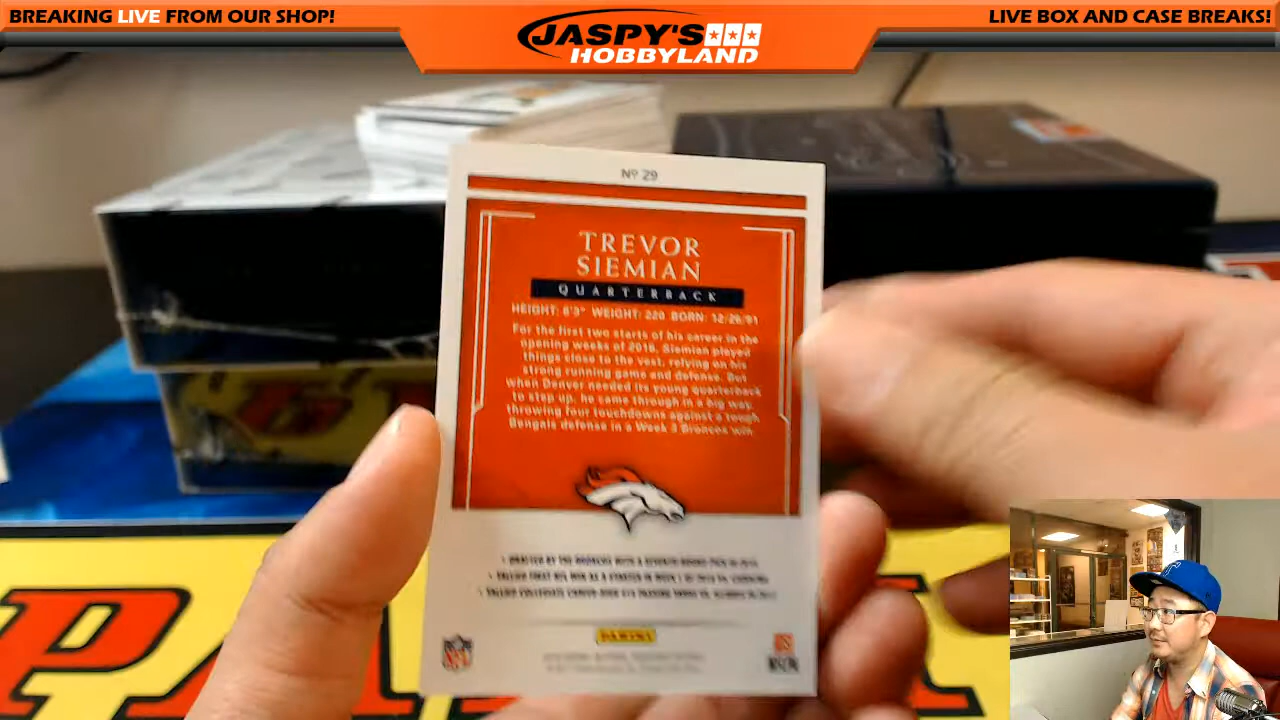 BREAKING LIVE FROM OUR SHOP!
JASPY'S
HOBBYLAND
LIVE BOX AND CASE BREAKS!
Nº 29
TREVOR
SIEMIAN
QUARTERBACK
HEIGHT: 6'3" WEIGHT: 220 BORN: 12/26/91
For the first two starts of his career in the
opening weeks of 2016, Siemian played
things close to the vest, relying on his
strong running game and defense. But
when Denver needed its young quarterback
to step up, he came through in a big way,
throwing four touchdowns against a tough
Bengals defense in a Week 3 Broncos win.
PANINI
NFL